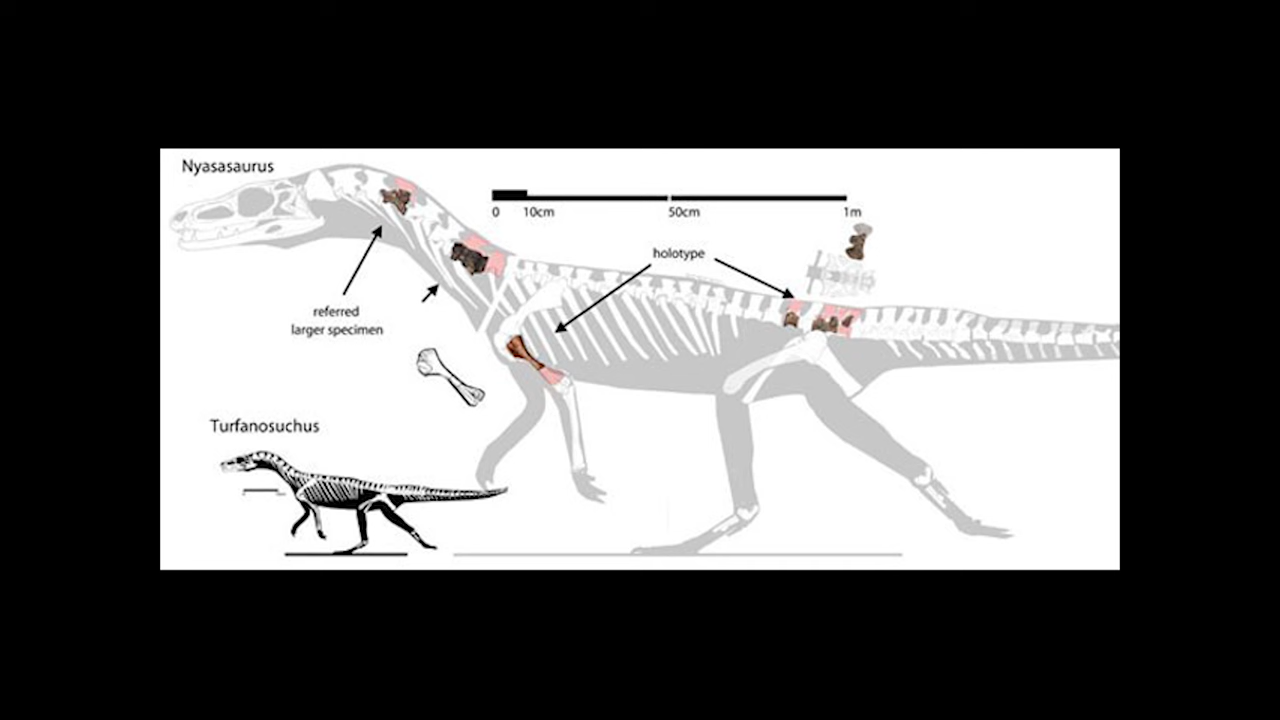 Nyasasaurus
0 10cm 50cm 1m
holotype
referred
larger specimen
Turfanosuchus